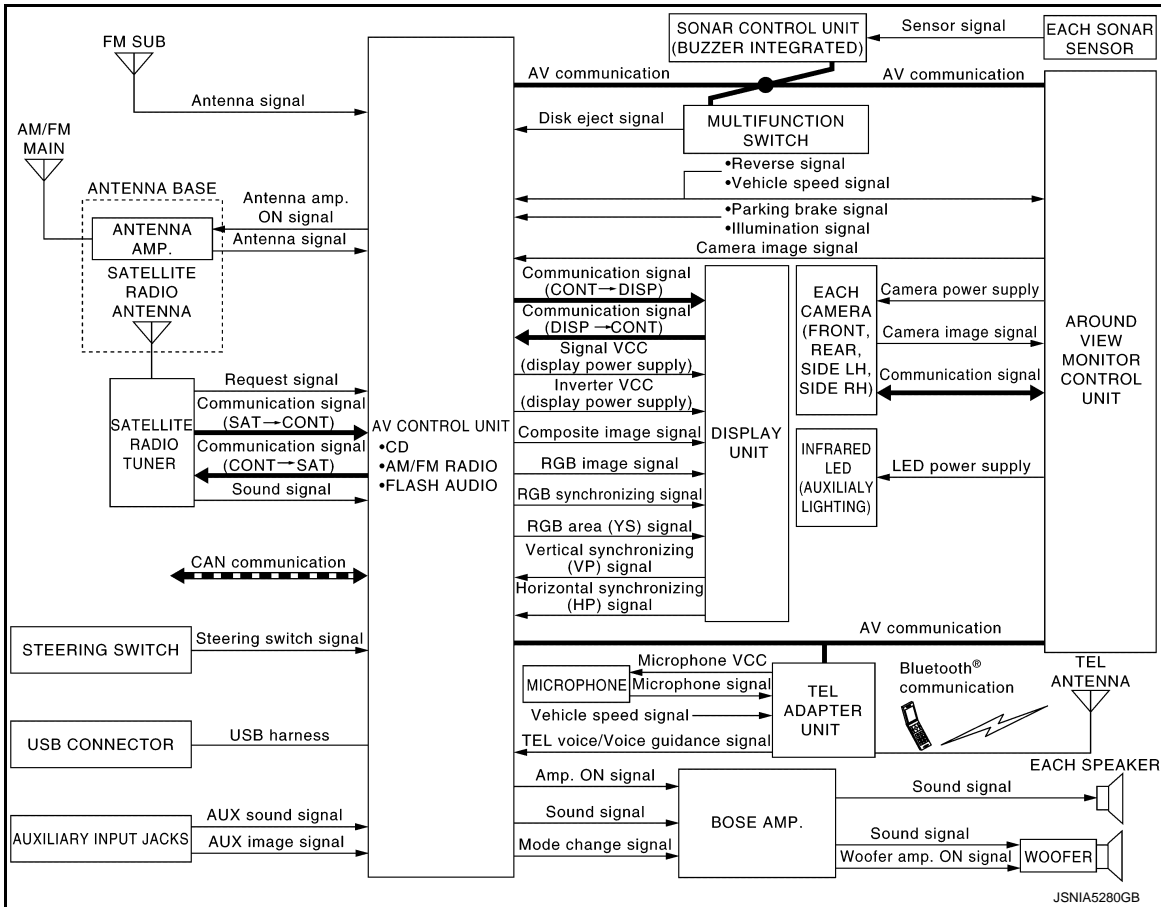 FM SUB
Antenna signal
AM/FM
MAIN
ANTENNA BASE
Antenna amp.
ON signal
ANTENNA
AMP.
Antenna signal
SATELLITE
RADIO
ANTENNA
SATELLITE
RADIO
TUNER
Request signal
Communication signal
(SAT→CONT)
Communication signal
(CONT→SAT)
Sound signal
CAN communication
STEERING SWITCH
Steering switch signal
USB CONNECTOR
USB harness
AUXILIARY INPUT JACKS
AUX sound signal
AUX image signal
AV CONTROL UNIT
•CD
•AM/FM RADIO
•FLASH AUDIO
SONAR CONTROL UNIT
(BUZZER INTEGRATED)
Sensor signal
EACH SONAR
SENSOR
AV communication
AV communication
Disk eject signal
MULTIFUNCTION
SWITCH
•Reverse signal
•Vehicle speed signal
•Parking brake signal
•Illumination signal
Camera image signal
Communication signal
(CONT→DISP)
Communication signal
(DISP→CONT)
Signal VCC
(display power supply)
Inverter VCC
(display power supply)
Composite image signal
RGB image signal
RGB synchronizing signal
RGB area (YS) signal
Vertical synchronizing
(VP) signal
Horizontal synchronizing
(HP) signal
DISPLAY
UNIT
EACH
CAMERA
(FRONT,
REAR,
SIDE LH,
SIDE RH)
Camera power supply
Camera image signal
Communication signal
INFRARED
LED
(AUXILIALY
LIGHTING)
LED power supply
AROUND
VIEW
MONITOR
CONTROL
UNIT
AV communication
MICROPHONE
Microphone VCC
Microphone signal
Vehicle speed signal
TEL voice/Voice guidance signal
TEL
ADAPTER
UNIT
Bluetooth®
communication
TEL
ANTENNA
Amp. ON signal
Sound signal
Mode change signal
BOSE AMP.
EACH SPEAKER
Sound signal
Sound signal
Woofer amp. ON signal
WOOFER
JSNIA5280GB